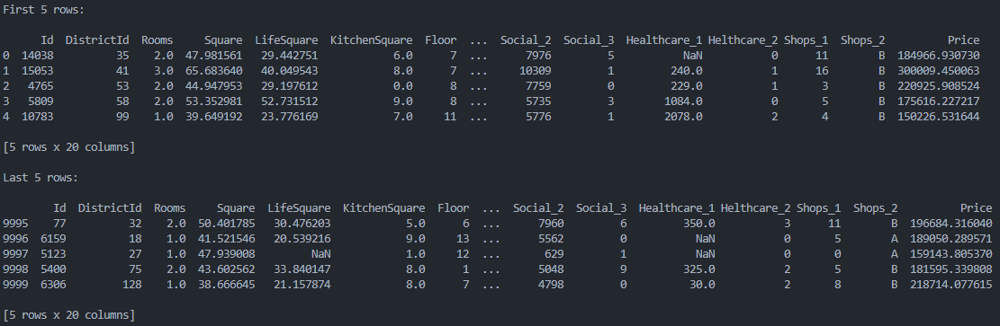 First 5 rows:
Id DistrictId Rooms Square LifeSquare KitchenSquare Floor ... Social_2 Social_3 Healthcare_1 Helthcare_2 Shops_1 Shops_2 Price
0 14038 35 2.0 47.981561 29.442751 6.0 7 ... 7976 5 NaN 0 11 B 184966.930730
1 15053 41 3.0 65.683640 40.049543 8.0 7 ... 10309 1 240.0 1 16 B 300009.450063
2 4765 53 2.0 44.947953 29.197612 0.0 8 ... 7759 0 229.0 1 3 B 220925.908524
3 5809 58 2.0 53.352981 52.731512 9.0 8 ... 5735 3 1084.0 0 5 B 175616.227217
4 10783 99 1.0 39.649192 23.776169 7.0 11 ... 5776 1 2078.0 2 4 B 150226.531644
[5 rows x 20 columns]
Last 5 rows:
Id DistrictId Rooms Square LifeSquare KitchenSquare Floor ... Social_2 Social_3 Healthcare_1 Helthcare_2 Shops_1 Shops_2 Price
9995 77 32 2.0 50.401785 30.476203 5.0 6 ... 7960 6 350.0 3 11 B 196684.316040
9996 6159 18 1.0 41.521546 20.539216 9.0 13 ... 5562 0 NaN 0 5 A 189050.289571
9997 5123 27 1.0 47.939008 NaN 1.0 12 ... 629 1 NaN 0 0 A 159143.805370
9998 5400 75 2.0 43.602562 33.840147 8.0 1 ... 5048 9 325.0 2 5 B 181595.339808
9999 6306 128 1.0 38.666645 21.157874 8.0 7 ... 4798 0 30.0 2 8 B 218714.077615
[5 rows x 20 columns]